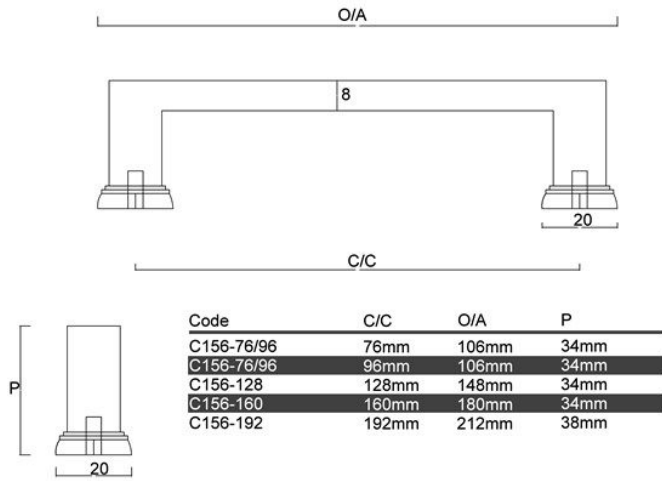 O/A
8
20
C/C
Code C/C O/A P
C156-76/96 76mm 106mm 34mm
C156-76/96 96mm 106mm 34mm
C156-128 128mm 148mm 34mm
C156-160 160mm 180mm 34mm
C156-192 192mm 212mm 38mm
P
20